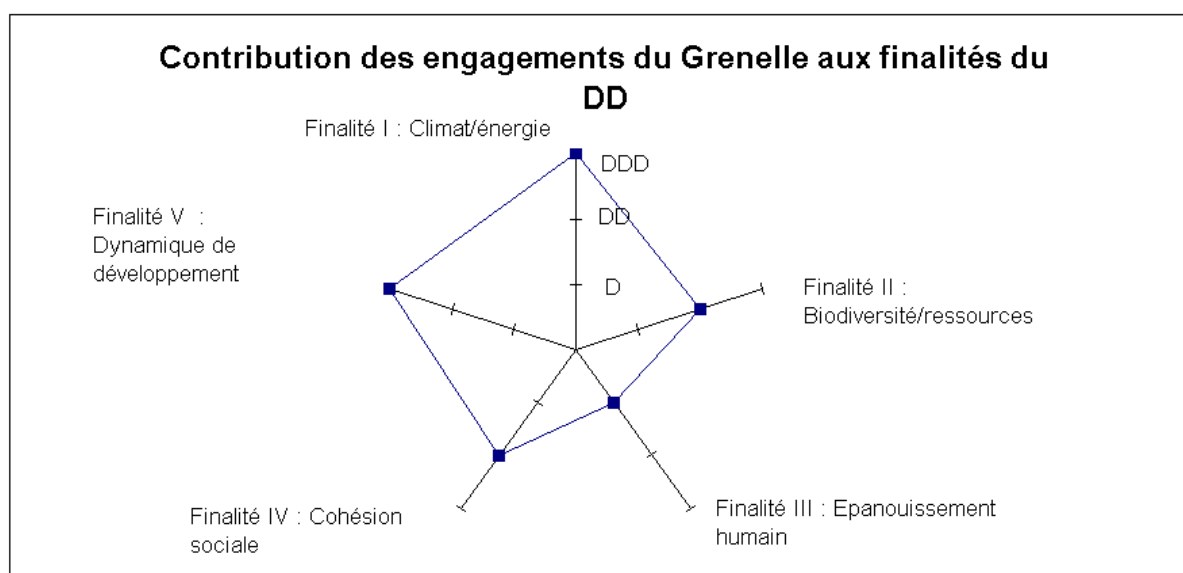 Contribution des engagements du Grenelle aux finalités du
DD
Finalité I : Climat/énergie
DDD
DD
D
Finalité V :
Dynamique de
développement
Finalité II :
Biodiversité/ressources
Finalité IV : Cohésion
sociale
Finalité III : Epanouissement
humain